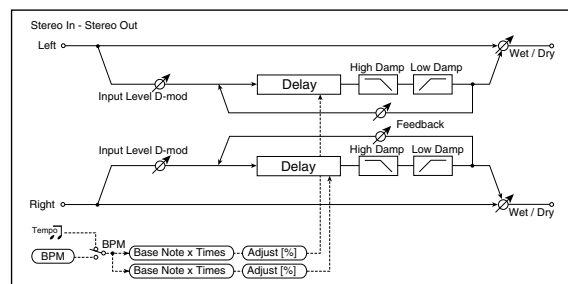 Stereo In - Stereo Out
Left
Wet / Dry
High Damp Low Damp
Delay
Input Level D-mod
Feedback
Input Level D-mod
High Damp Low Damp
Delay
Right
Wet / Dry
Tempo
BPM
BPM
Base Note x Times Adjust [%]
Base Note x Times Adjust [%]